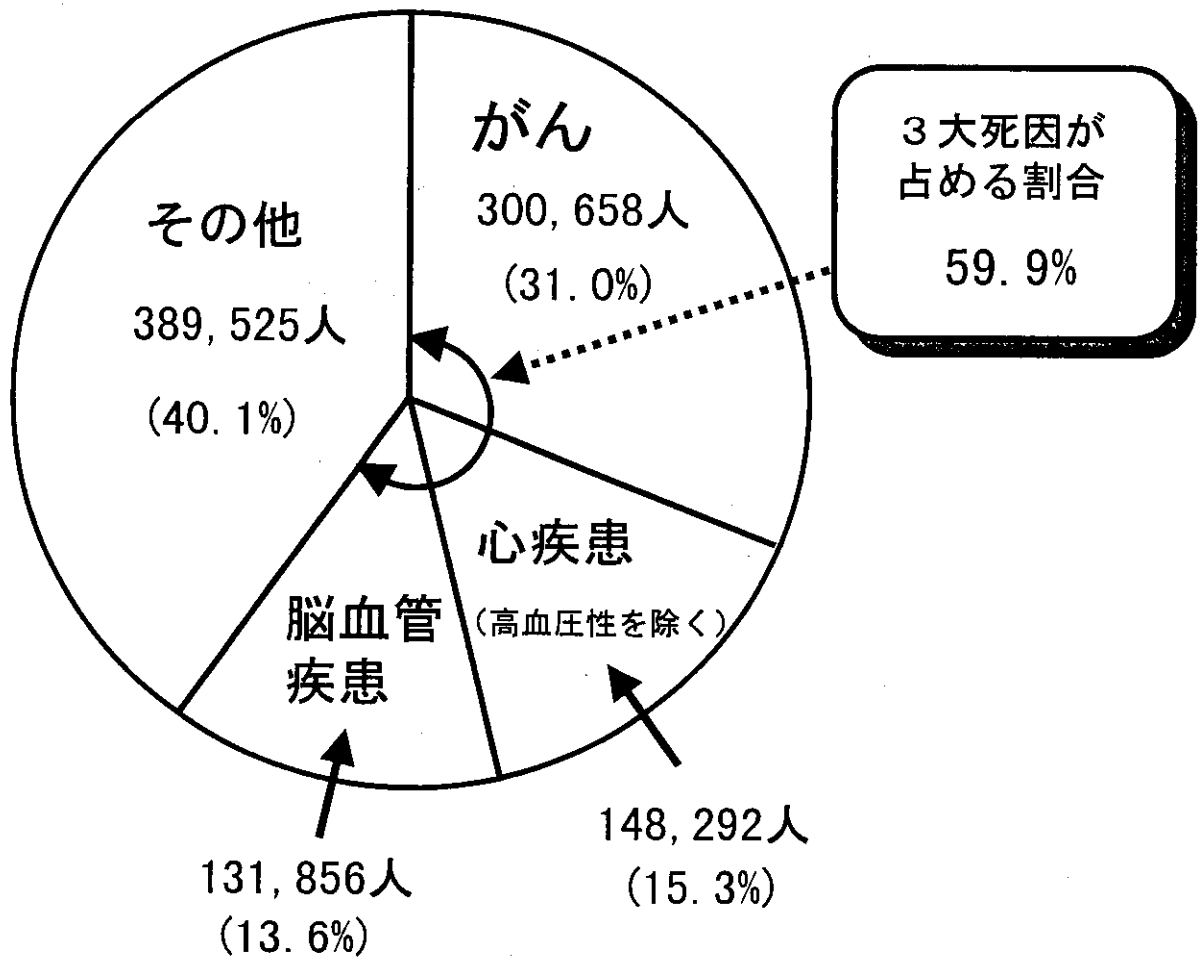 がん
300,658人
(31.0%)
3大死因が
占める割合
59.9%
その他
389,525人
(40.1%)
心疾患
(高血圧性を除く)
148,292人
(15.3%)
脳血管
疾患
131,856人
(13.6%)